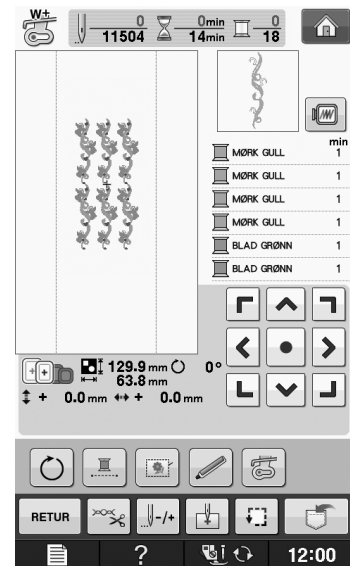 W+
0 0min 0
11504 14min 18
min
MØRK GULL 1
MØRK GULL 1
MØRK GULL 1
MØRK GULL 1
BLAD GRØNN 1
BLAD GRØNN 1
129.9 mm 0°
63.8 mm
+ 0.0 mm + 0.0 mm
RETUR -/+
? 12:00